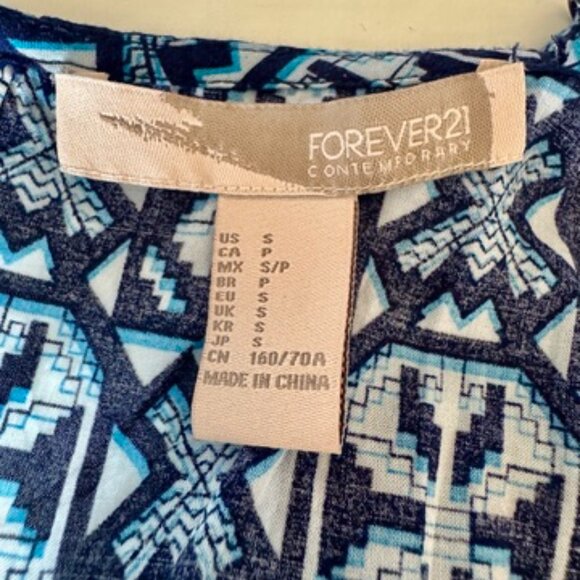 FOREVER21
CONTEMPORARY
US S
CA P
MX S/P
BR P
EU S
UK S
KR S
JP S
CN 160/70A
MADE IN CHINA